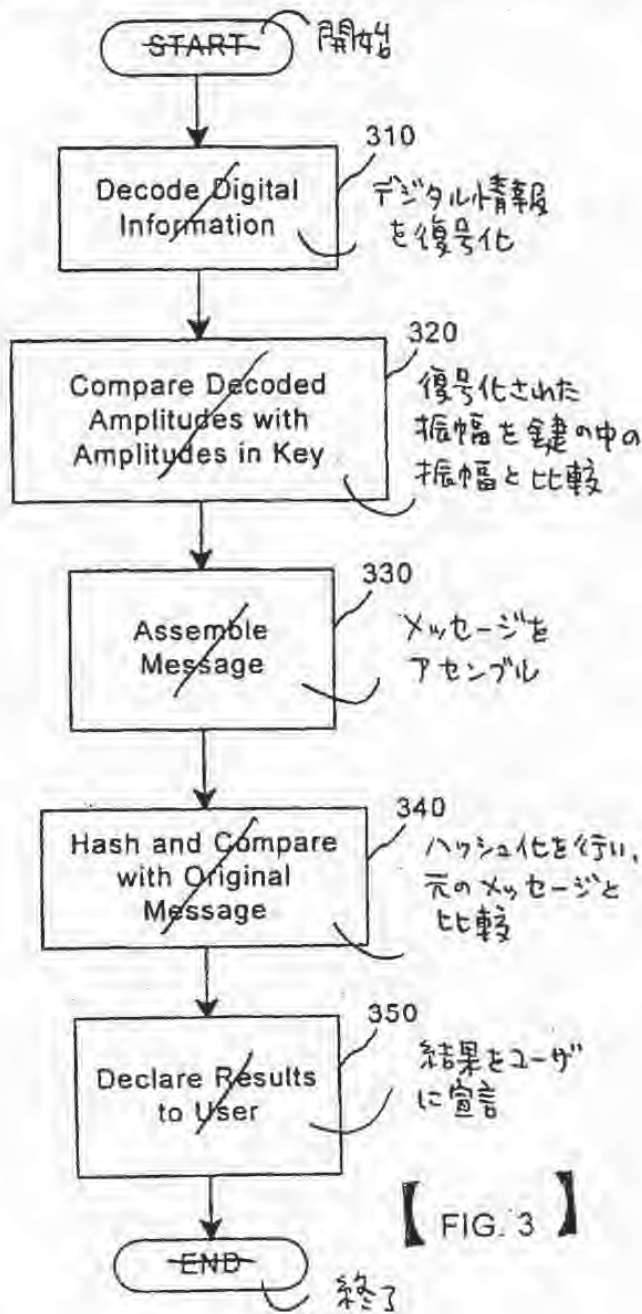 START
開始
310
Decode Digital
Information
デジタル情報
を復号化
320
Compare Decoded
Amplitudes with
Amplitudes in Key
復号化された
振幅を鍵の中の
振幅と比較
330
Assemble
Message
メッセージを
アセンブル
340
Hash and Compare
with Original
Message
ハッシュ化を行い、
元のメッセージと
比較
350
Declare Results
to User
結果をユーザ
に宣言
END
終了
【 FIG. 3 】